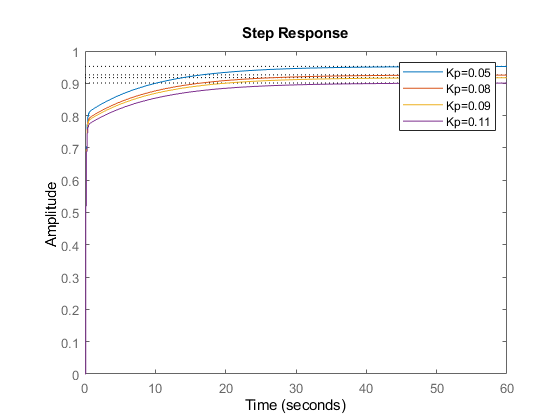 Step Response
1
0.9
0.8
0.7
0.6
0.5
0.4
0.3
0.2
0.1
0
Amplitude
Kp=0.05
Kp=0.08
Kp=0.09
Kp=0.11
0 10 20 30 40 50 60
Time (seconds)